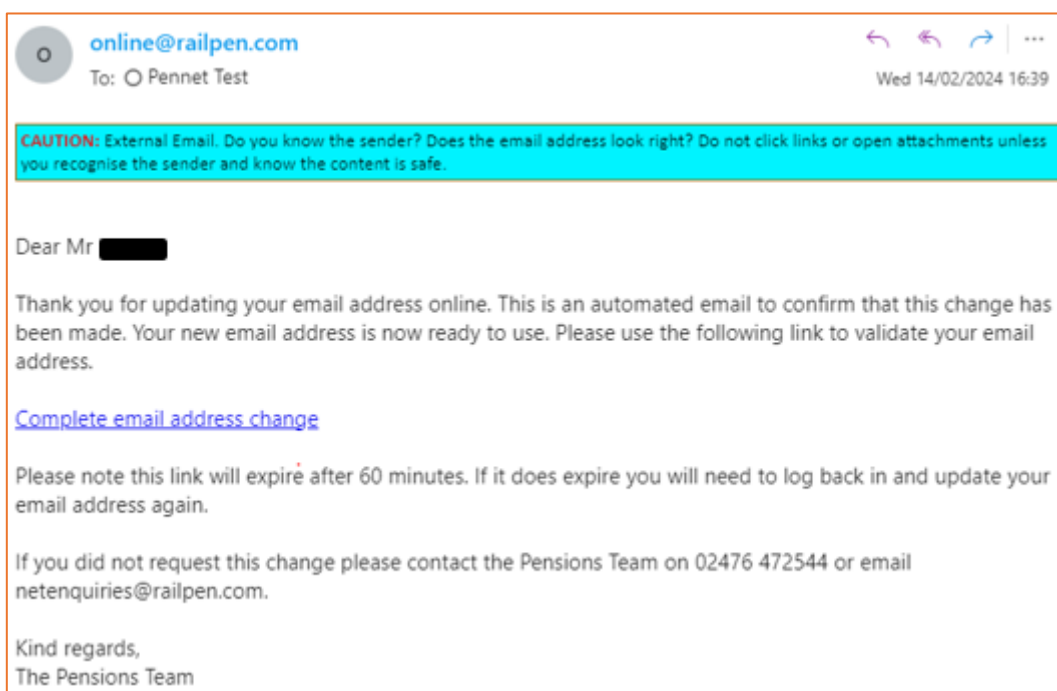 O
online@railpen.com
To: Pennet Test
Wed 14/02/2024 16:39
CAUTION: External Email. Do you know the sender? Does the email address look right? Do not click links or open attachments unless
you recognise the sender and know the content is safe.
Dear Mr
Thank you for updating your email address online. This is an automated email to confirm that this change has
been made. Your new email address is now ready to use. Please use the following link to validate your email
address.
Complete email address change
Please note this link will expire after 60 minutes. If it does expire you will need to log back in and update your
email address again.
If you did not request this change please contact the Pensions Team on 02476 472544 or email
netenquiries@railpen.com.
Kind regards,
The Pensions Team